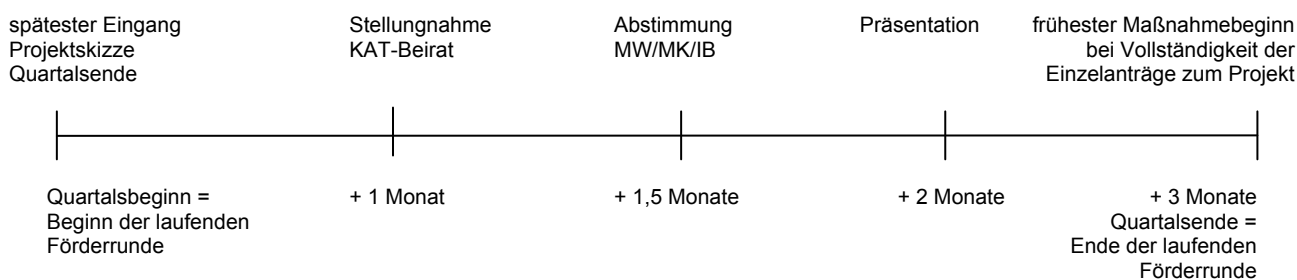 spätester Eingang
Projektskizze
Quartalsende
Stellungnahme
KAT-Beirat
Abstimmung
MW/MK/IB
Präsentation
frühester Maßnahmebeginn
bei Vollständigkeit der
Einzelanträge zum Projekt
Quartalsbeginn =
Beginn der laufenden
Förderrunde
+ 1 Monat
+ 1,5 Monate
+ 2 Monate
+ 3 Monate
Quartalsende =
Ende der laufenden
Förderrunde